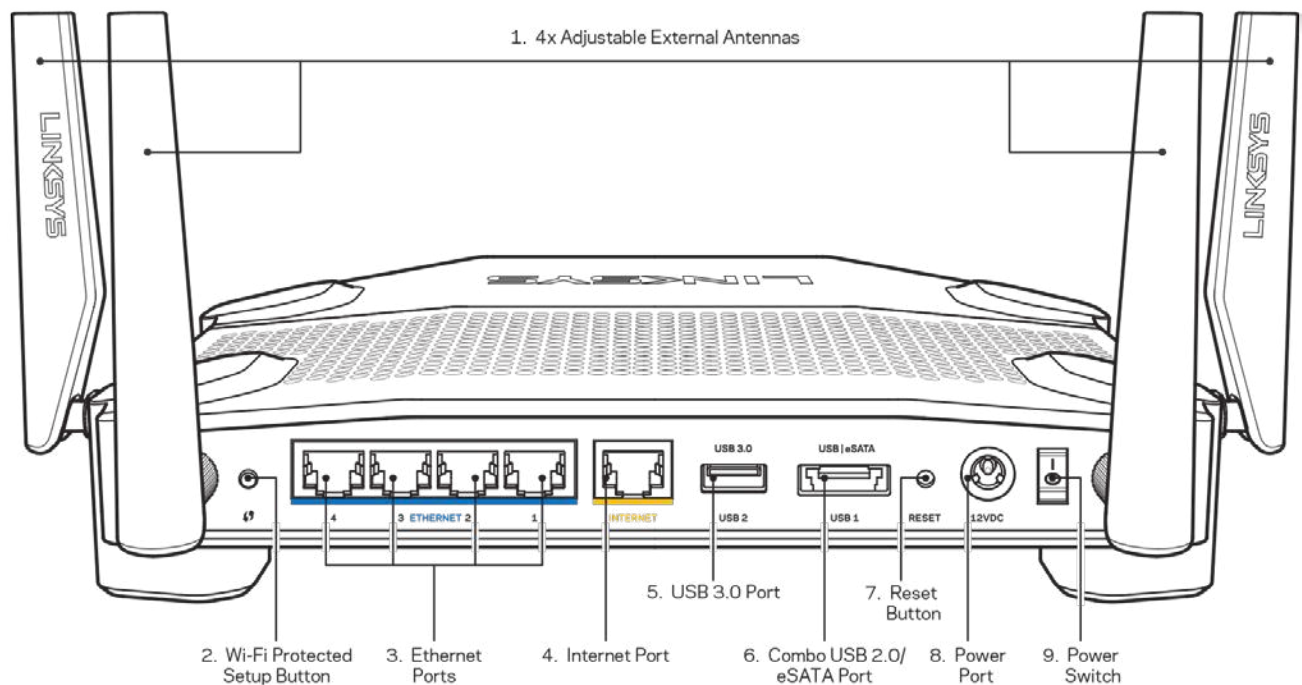 1. 4x Adjustable External Antennas
LINKSYS
LINKSYS
LINKSYS
USB 3.0
USB | eSATA
4
3
ETHERNET
2
1
INTERNET
USB 2
USB 1
RESET
12VDC
5. USB 3.0 Port
7. Reset
Button
2. Wi-Fi Protected
Setup Button
3. Ethernet
Ports
4. Internet Port
6. Combo USB 2.0/
eSATA Port
8. Power
Port
9. Power
Switch